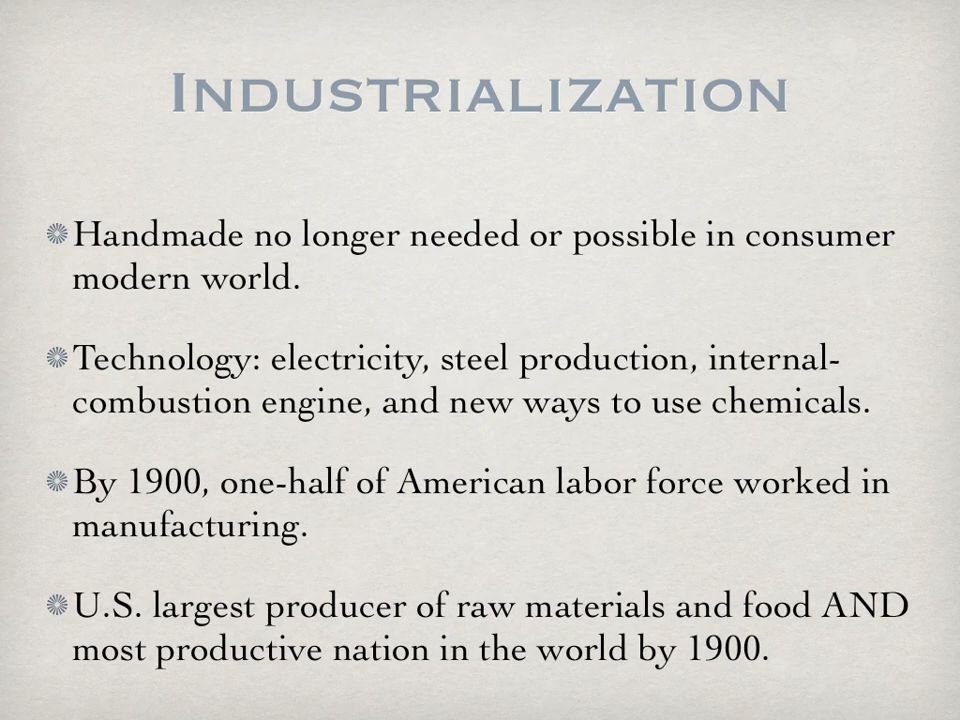 Industrialization
Handmade no longer needed or possible in consumer
modern world.
Technology: electricity, steel production, internal-
combustion engine, and new ways to use chemicals.
By 1900, one-half of American labor force worked in
manufacturing.
U.S. largest producer of raw materials and food AND
most productive nation in the world by 1900.